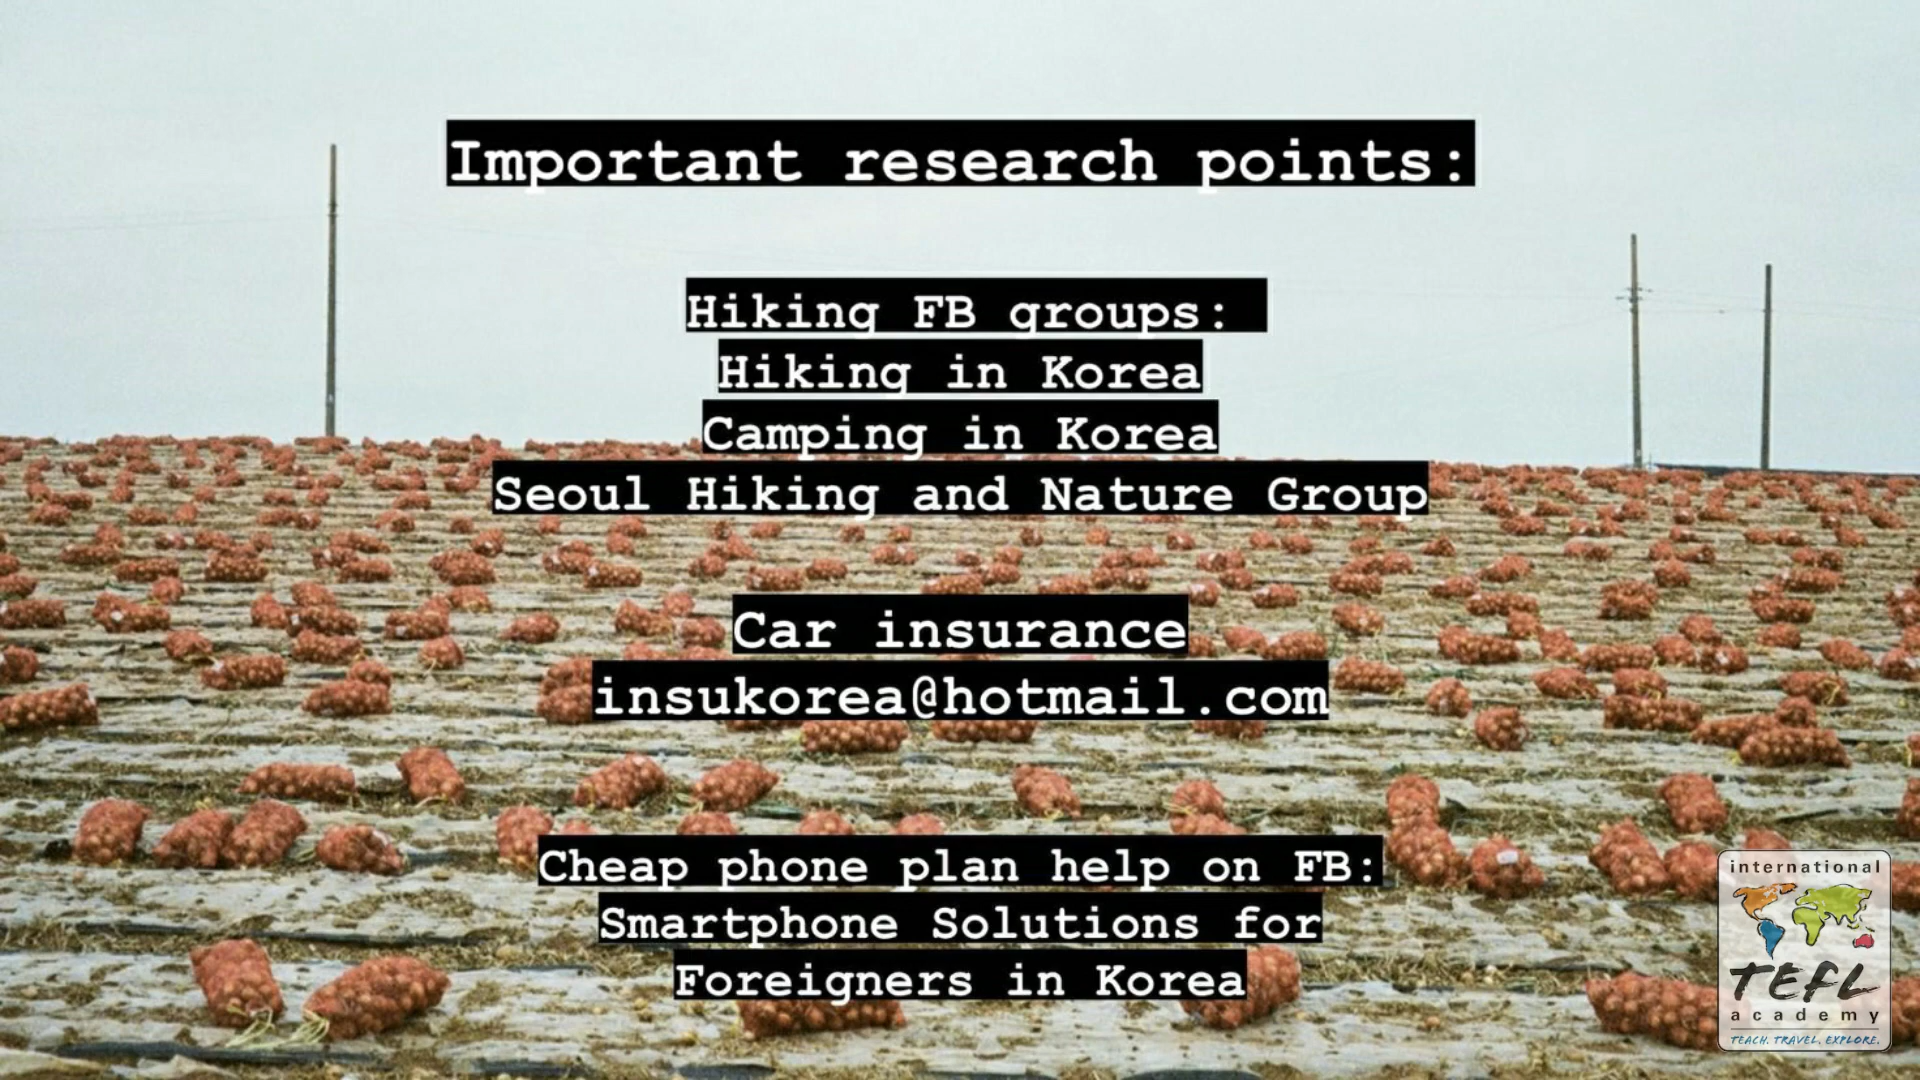 Important research points:
Hiking FB groups:
Hiking in Korea
Camping in Korea
Seoul Hiking and Nature Group
Car insurance
insukorea@hotmail.com
Cheap phone plan help on FB:
Smartphone Solutions for
Foreigners in Korea
international
TEFL
academy
TEACH. TRAVEL. EXPLORE.